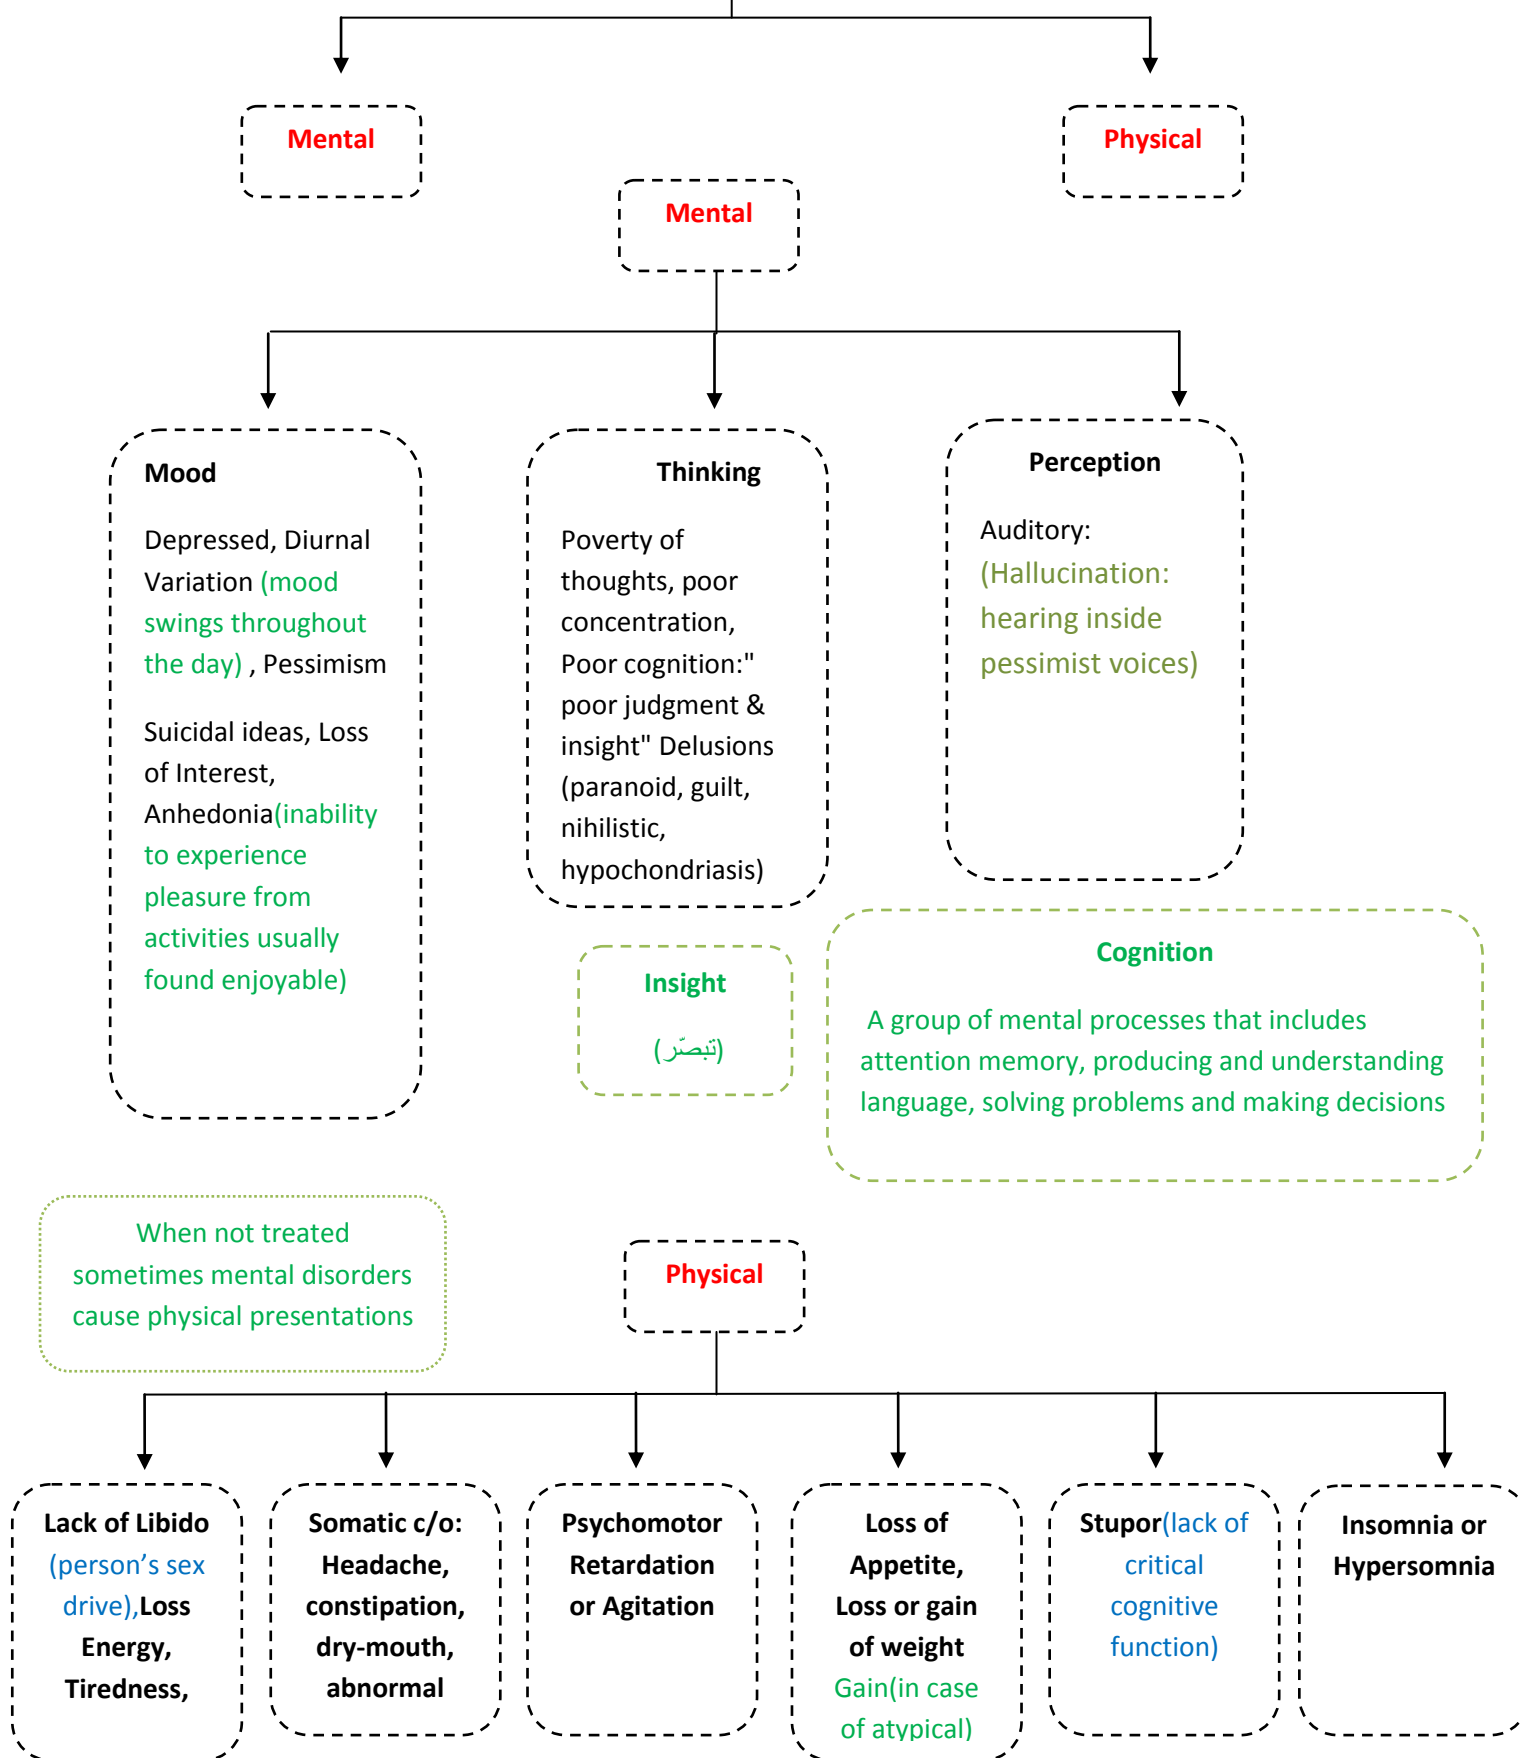 Mental
Physical
Mental
Mood
Depressed, Diurnal
Variation (mood
swings throughout
the day) , Pessimism
Suicidal ideas, Loss
of Interest,
Anhedonia(inability
to experience
pleasure from
activities usually
found enjoyable)
Thinking
Poverty of
thoughts, poor
concentration,
Poor cognition:"
poor judgment &
insight" Delusions
(paranoid, guilt,
nihilistic,
hypochondriasis)
Perception
Auditory:
(Hallucination:
hearing inside
pessimist voices)
Insight
(تبصّر)
Cognition
A group of mental processes that includes
attention memory, producing and understanding
language, solving problems and making decisions
When not treated
sometimes mental disorders
cause physical presentations
Physical
Lack of Libido
(person’s sex
drive),Loss
Energy,
Tiredness,
Somatic c/o:
Headache,
constipation,
dry-mouth,
abnormal
Psychomotor
Retardation
or Agitation
Loss of
Appetite,
Loss or gain
of weight
Gain(in case
of atypical)
Stupor(lack of
critical
cognitive
function)
Insomnia or
Hypersomnia